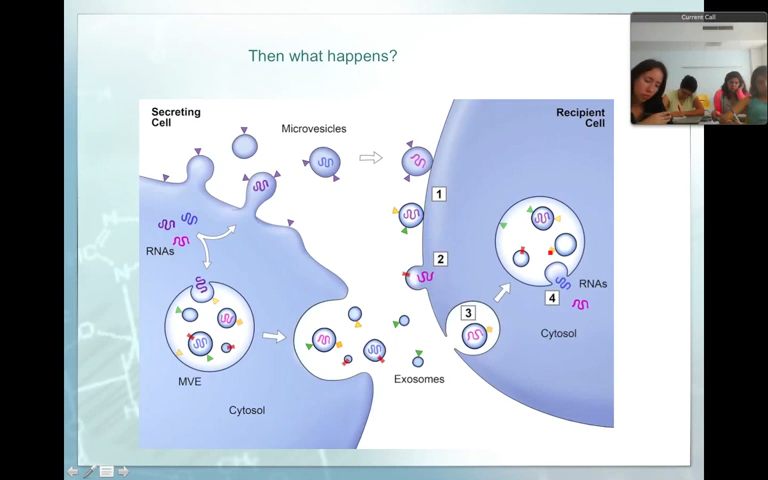 Current Call
Then what happens?
Secreting
Cell
Microvesicles
Recipient
Cell
1
RNAs
2
3
RNAs
4
MVE
Cytosol
Exosomes
Cytosol